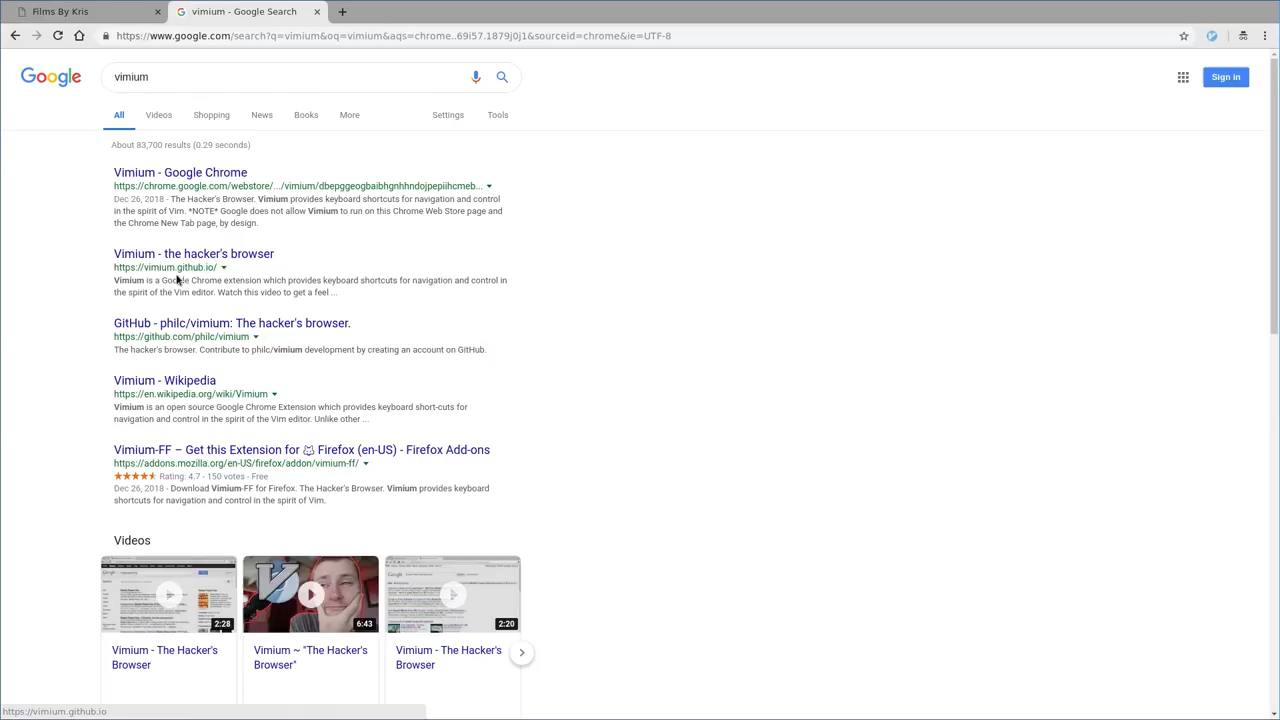 Films By Kris
vimium - Google Search
https://www.google.com/search?q=vimium&oq=vimium&aqs=chrome..69i57.1879j0j1&sourceid=chrome&ie=UTF-8
Google
vimium
Sign in
All Videos Shopping News Books More Settings Tools
About 83,700 results (0.29 seconds)
Vimium - Google Chrome
https://chrome.google.com/webstore/.../vimium/dbepggeogbaibhgnhhndojpepiihcmeb...
Dec 26, 2018 - The Hacker's Browser. Vimium provides keyboard shortcuts for navigation and control
in the spirit of Vim. *NOTE* Google does not allow Vimium to run on this Chrome Web Store page and
the Chrome New Tab page, by design.
Vimium - the hacker's browser
https://vimium.github.io/
Vimium is a Google Chrome extension which provides keyboard shortcuts for navigation and control in
the spirit of the Vim editor. Watch this video to get a feel ...
GitHub - philc/vimium: The hacker's browser.
https://github.com/philc/vimium
The hacker's browser. Contribute to philc/vimium development by creating an account on GitHub.
Vimium - Wikipedia
https://en.wikipedia.org/wiki/Vimium
Vimium is an open source Google Chrome Extension which provides keyboard short-cuts for
navigation and control in the spirit of the Vim editor. Unlike other ...
Vimium-FF – Get this Extension for 🦊 Firefox (en-US) - Firefox Add-ons
https://addons.mozilla.org/en-US/firefox/addon/vimium-ff/
Rating: 4.7 - 150 votes - Free
Dec 26, 2018 - Download Vimium-FF for Firefox. The Hacker's Browser. Vimium provides keyboard
shortcuts for navigation and control in the spirit of Vim.
Videos
2:28
6:43
2:20
Vimium - The Hacker's
Browser
Vimium ~ "The Hacker's
Browser"
Vimium - The Hacker's
Browser
https://vimium.github.io